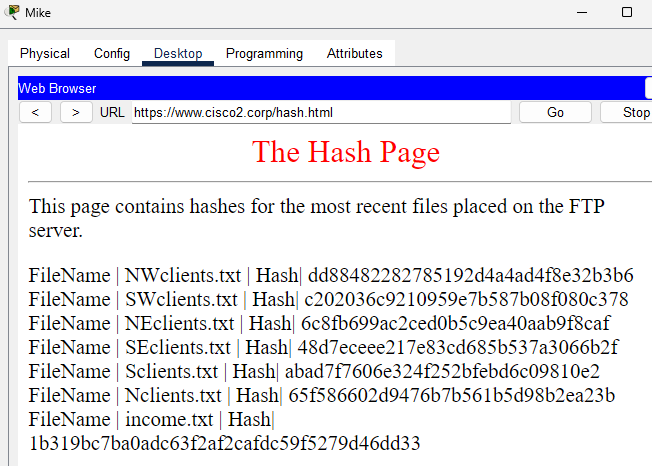 Mike
Physical Config Desktop Programming Attributes
Web Browser
< > URL https://www.cisco2.corp/hash.html Go Stop
The Hash Page
This page contains hashes for the most recent files placed on the FTP
server.
FileName | NWclients.txt | Hash| dd88482282785192d4a4ad4f8e32b3b6
FileName | SWclients.txt | Hash| c202036c9210959e7b587b08f080c378
FileName | NEclients.txt | Hash| 6c8fb699ac2ced0b5c9ea40aab9f8caf
FileName | SEclients.txt | Hash| 48d7eceee217e83cd685b537a3066b2f
FileName | Sclients.txt | Hash| abad7f7606e324f252bfebd6c09810e2
FileName | Nclients.txt | Hash| 65f586602d9476b7b561b5d98b2ea23b
FileName | income.txt | Hash|
1b319bc7ba0adc63f2af2cafdc59f5279d46dd33